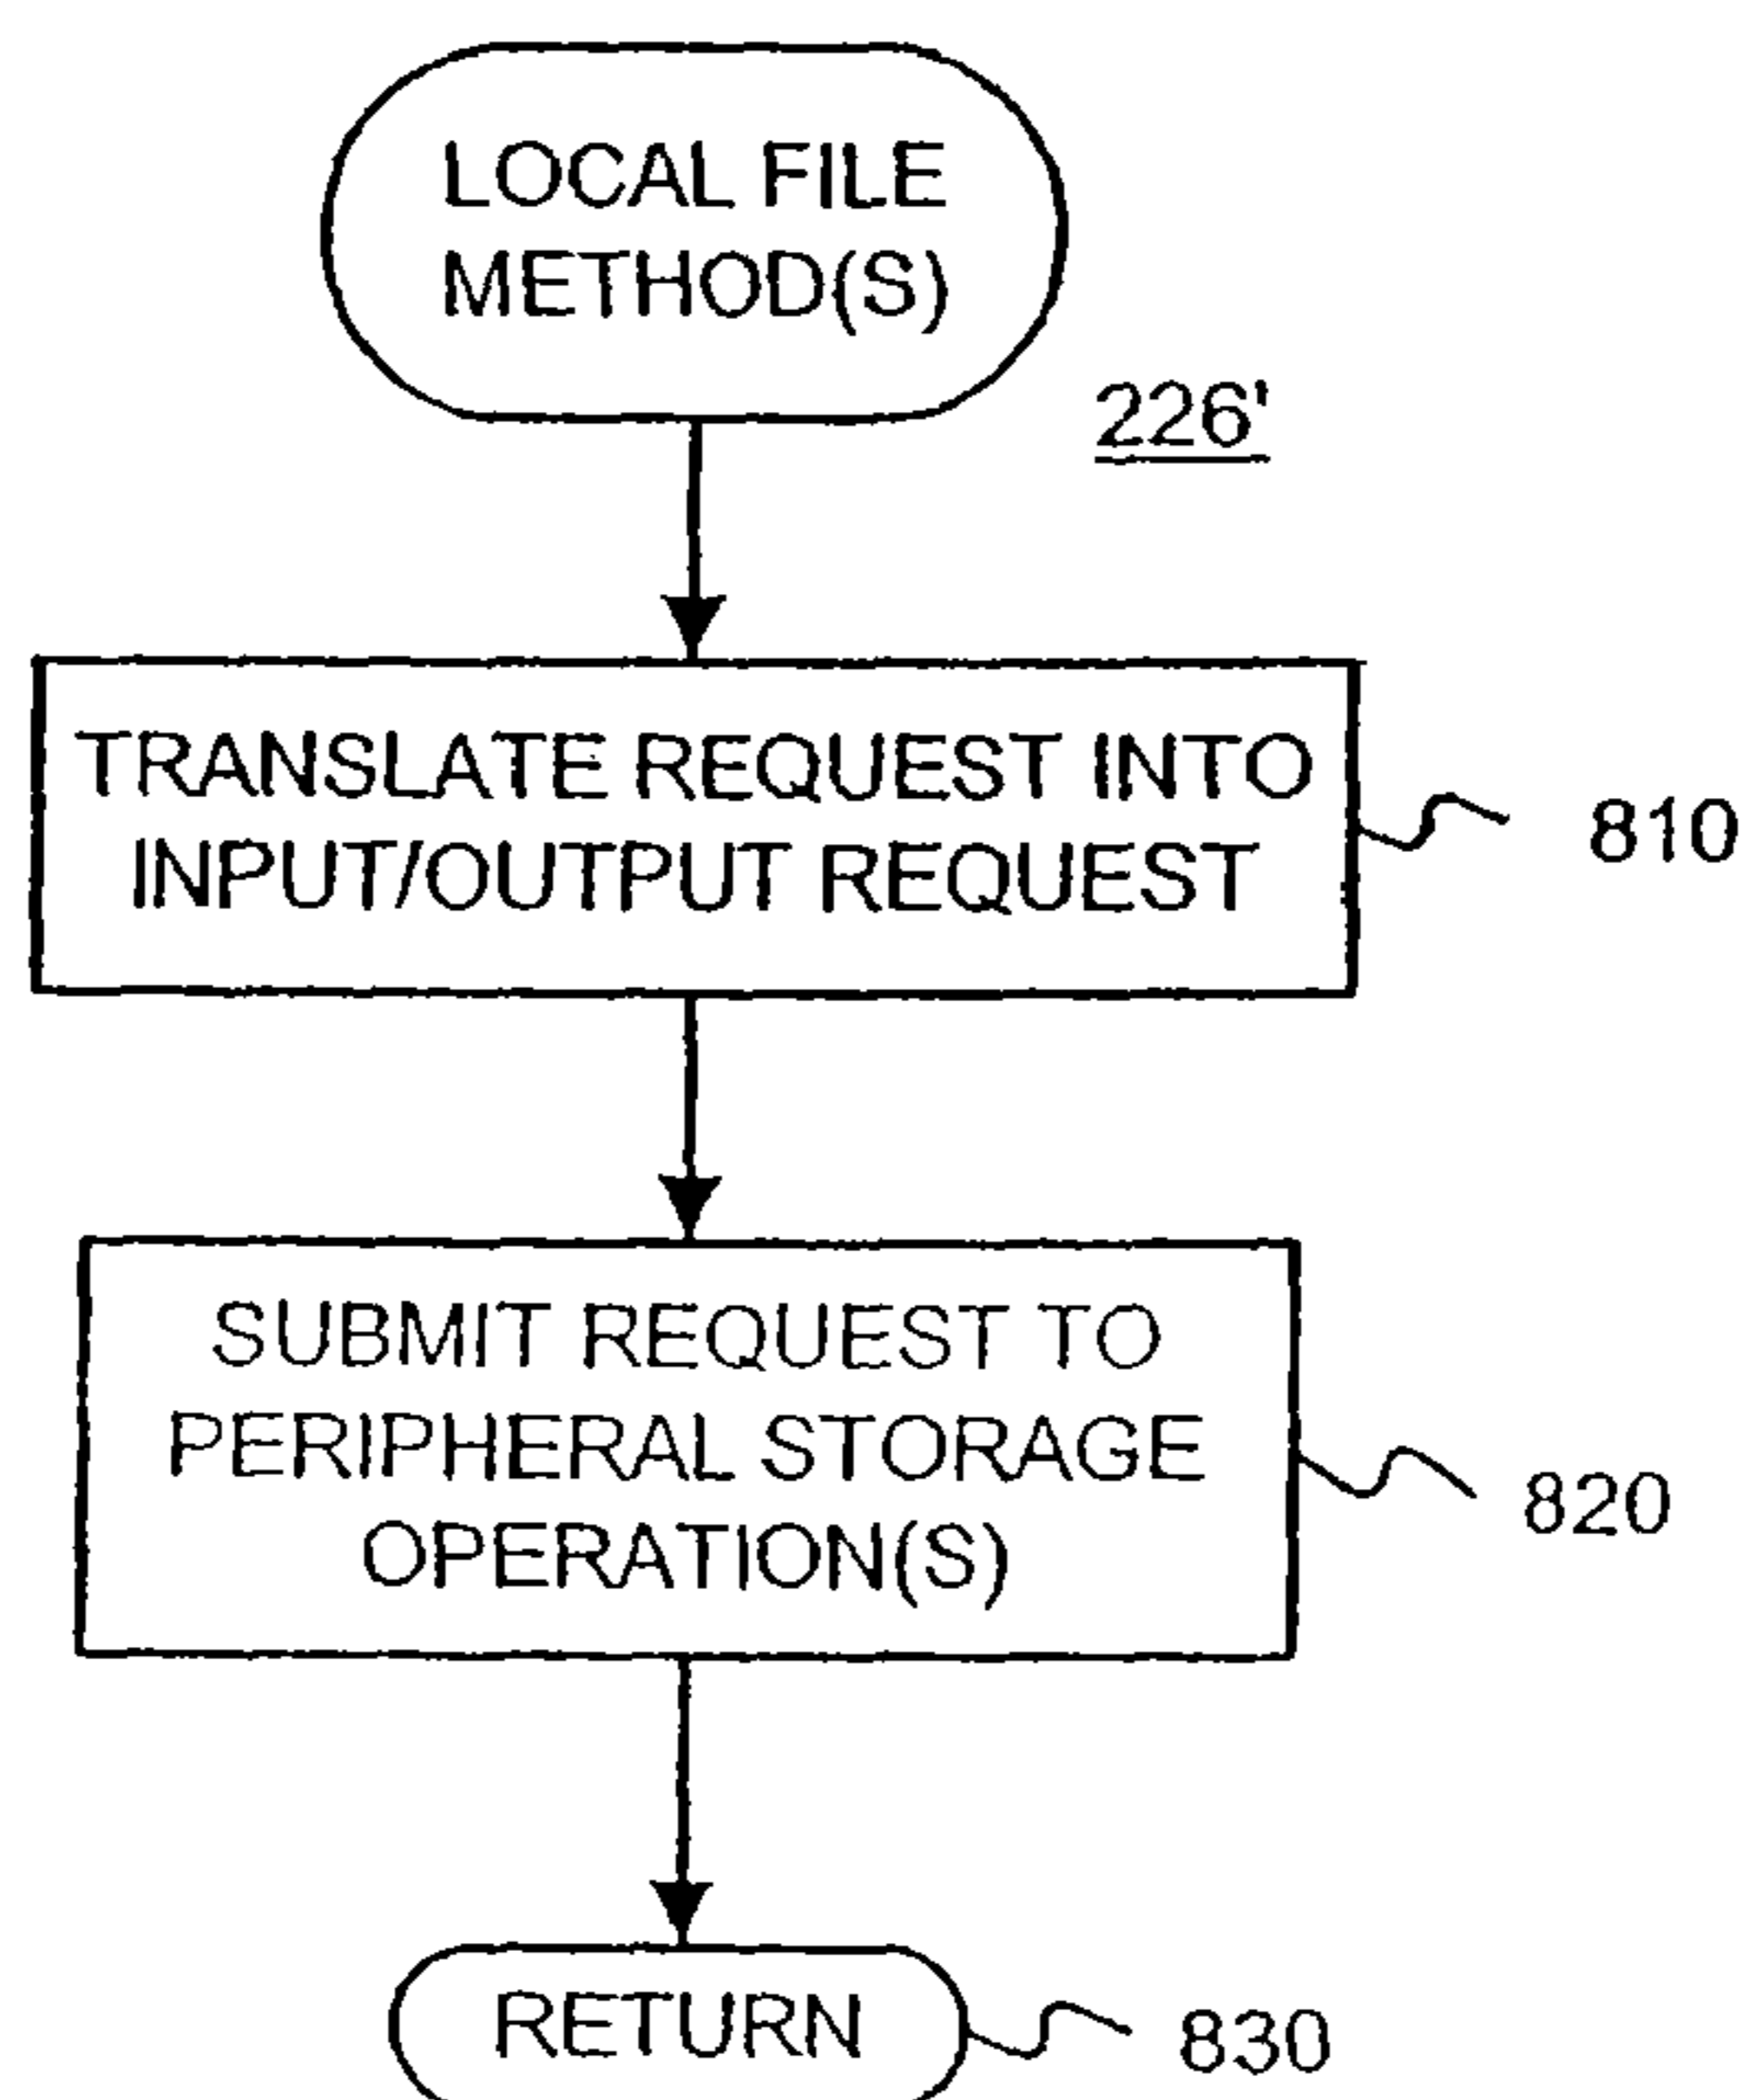 LOCAL FILE
METHOD(S)
226'
TRANSLATE REQUEST INTO
INPUT/OUTPUT REQUEST
810
SUBMIT REQUEST TO
PERIPHERAL STORAGE
OPERATION(S)
820
RETURN
830